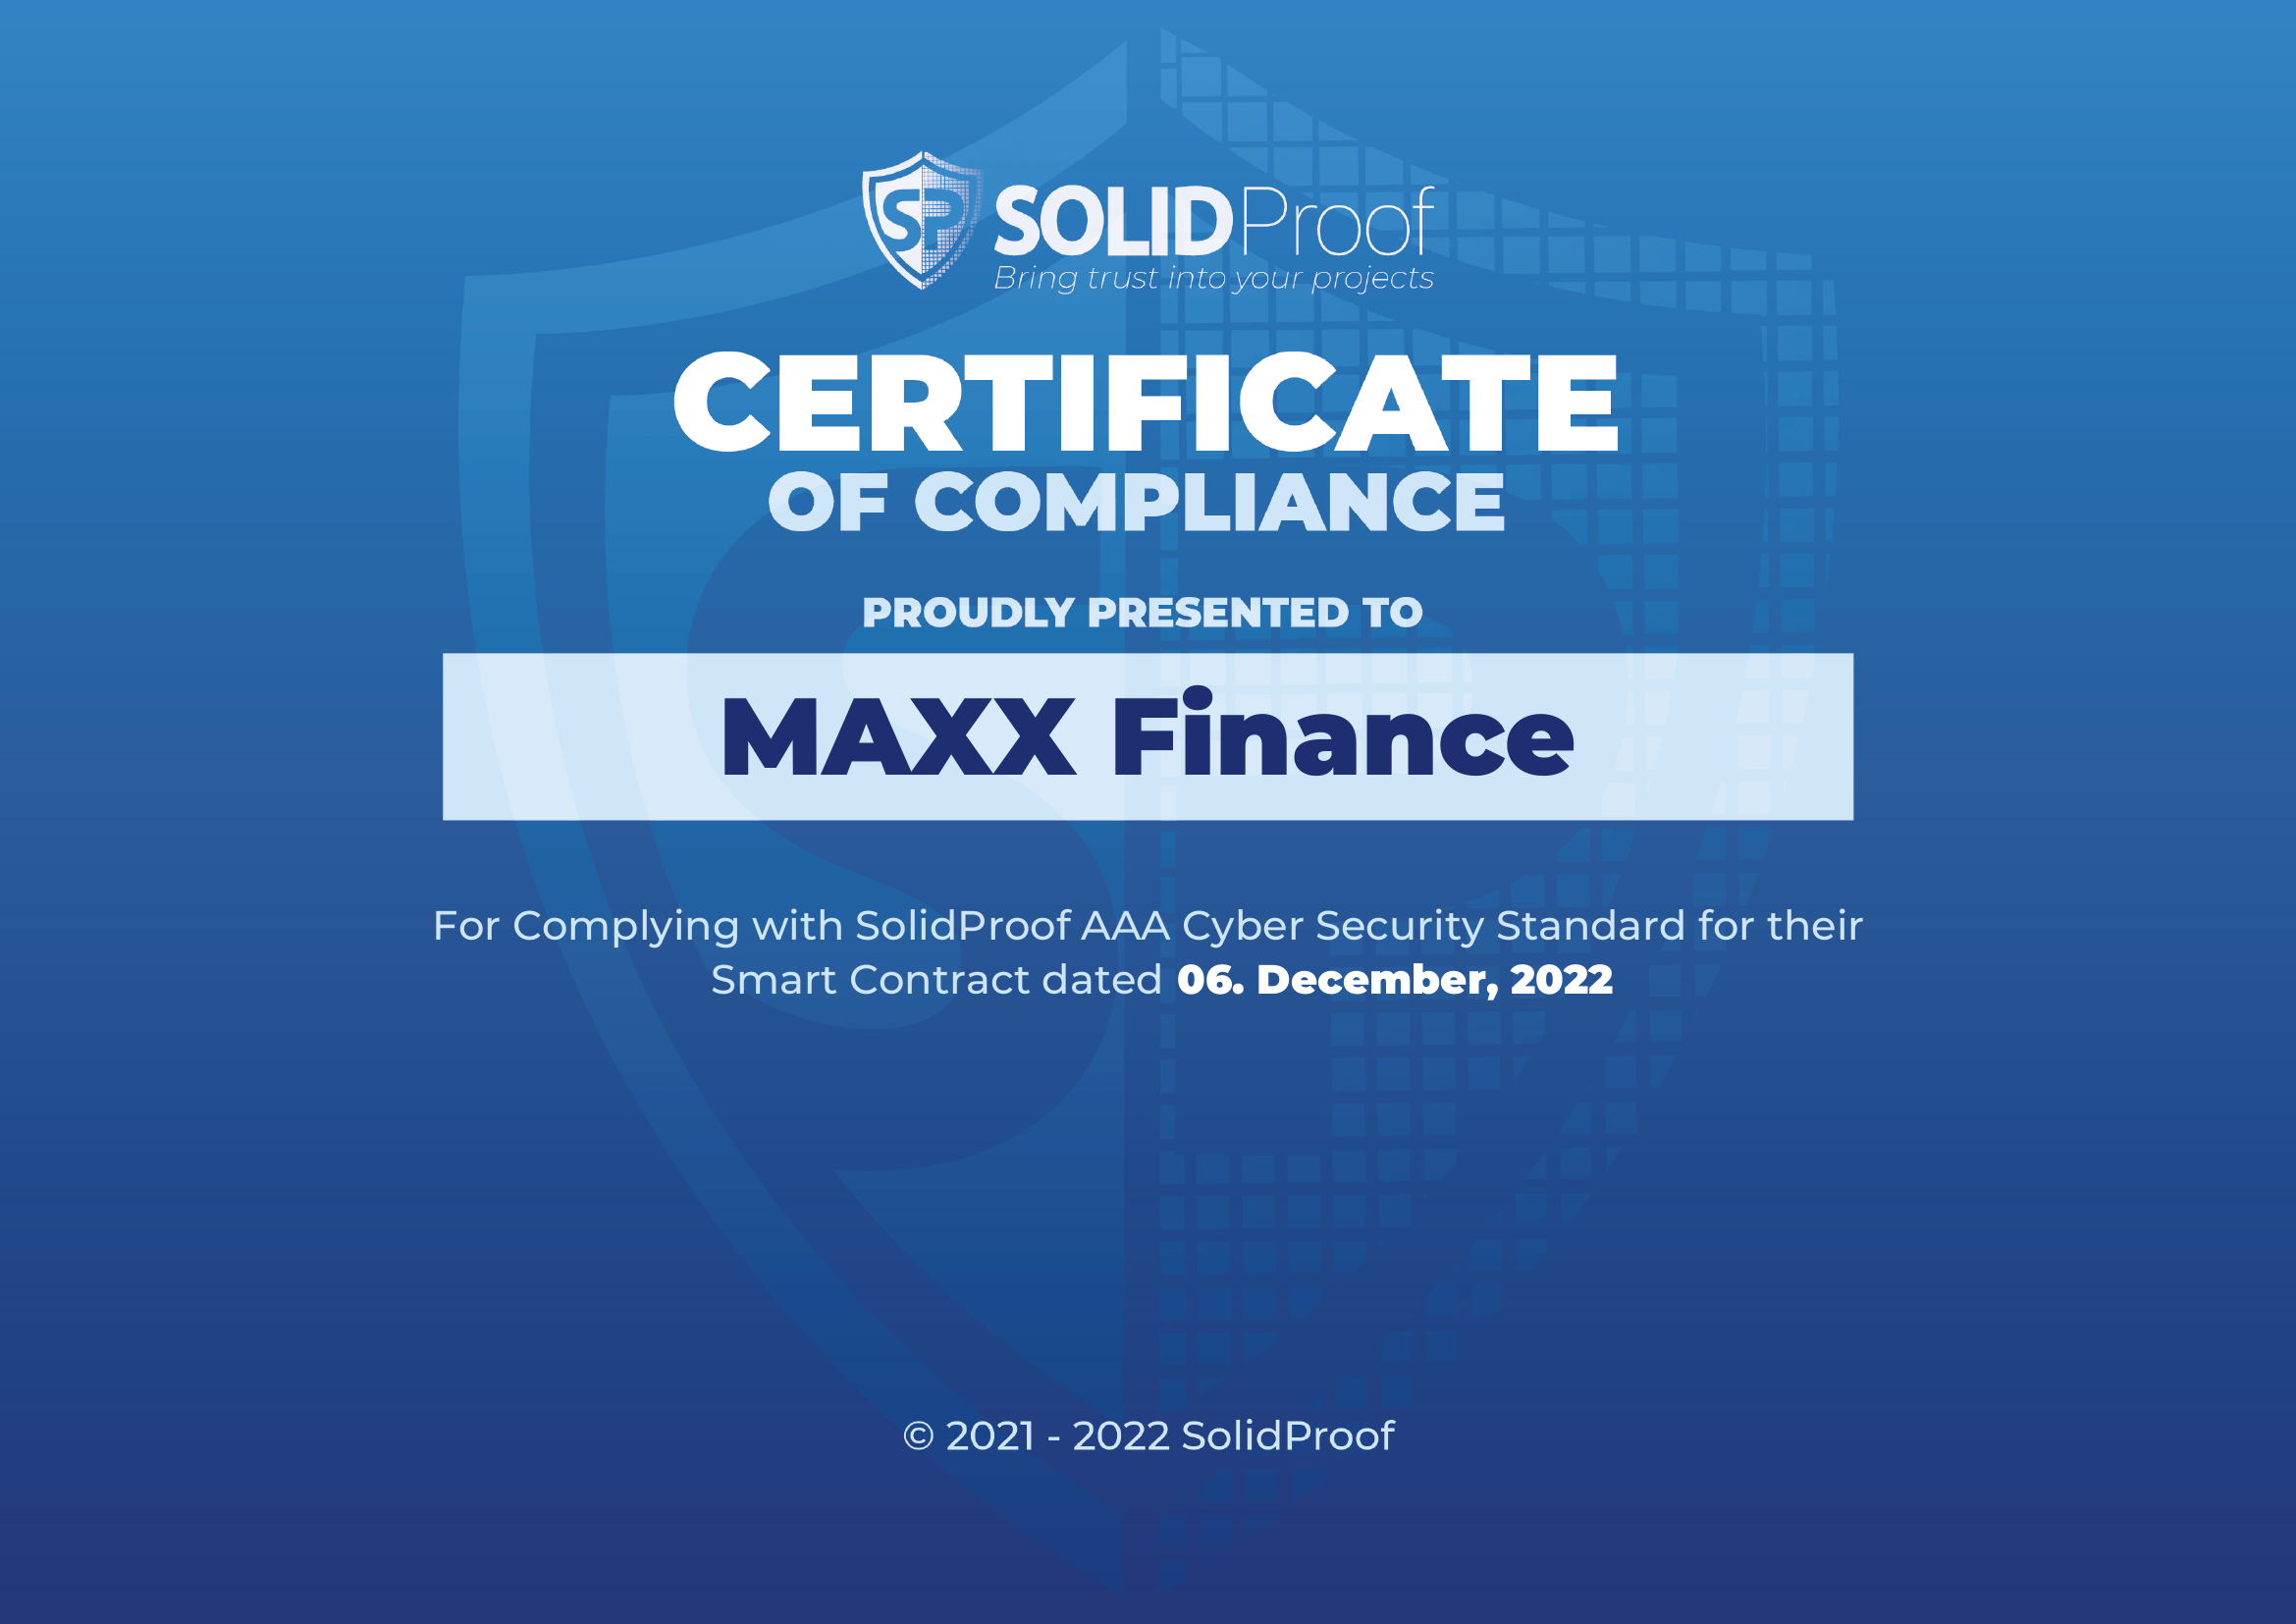 SP SOLIDProof
Bring trust into your projects
CERTIFICATE
OF COMPLIANCE
PROUDLY PRESENTED TO
MAXX Finance
For Complying with SolidProof AAA Cyber Security Standard for their
Smart Contract dated 06. December, 2022
© 2021 - 2022 SolidProof